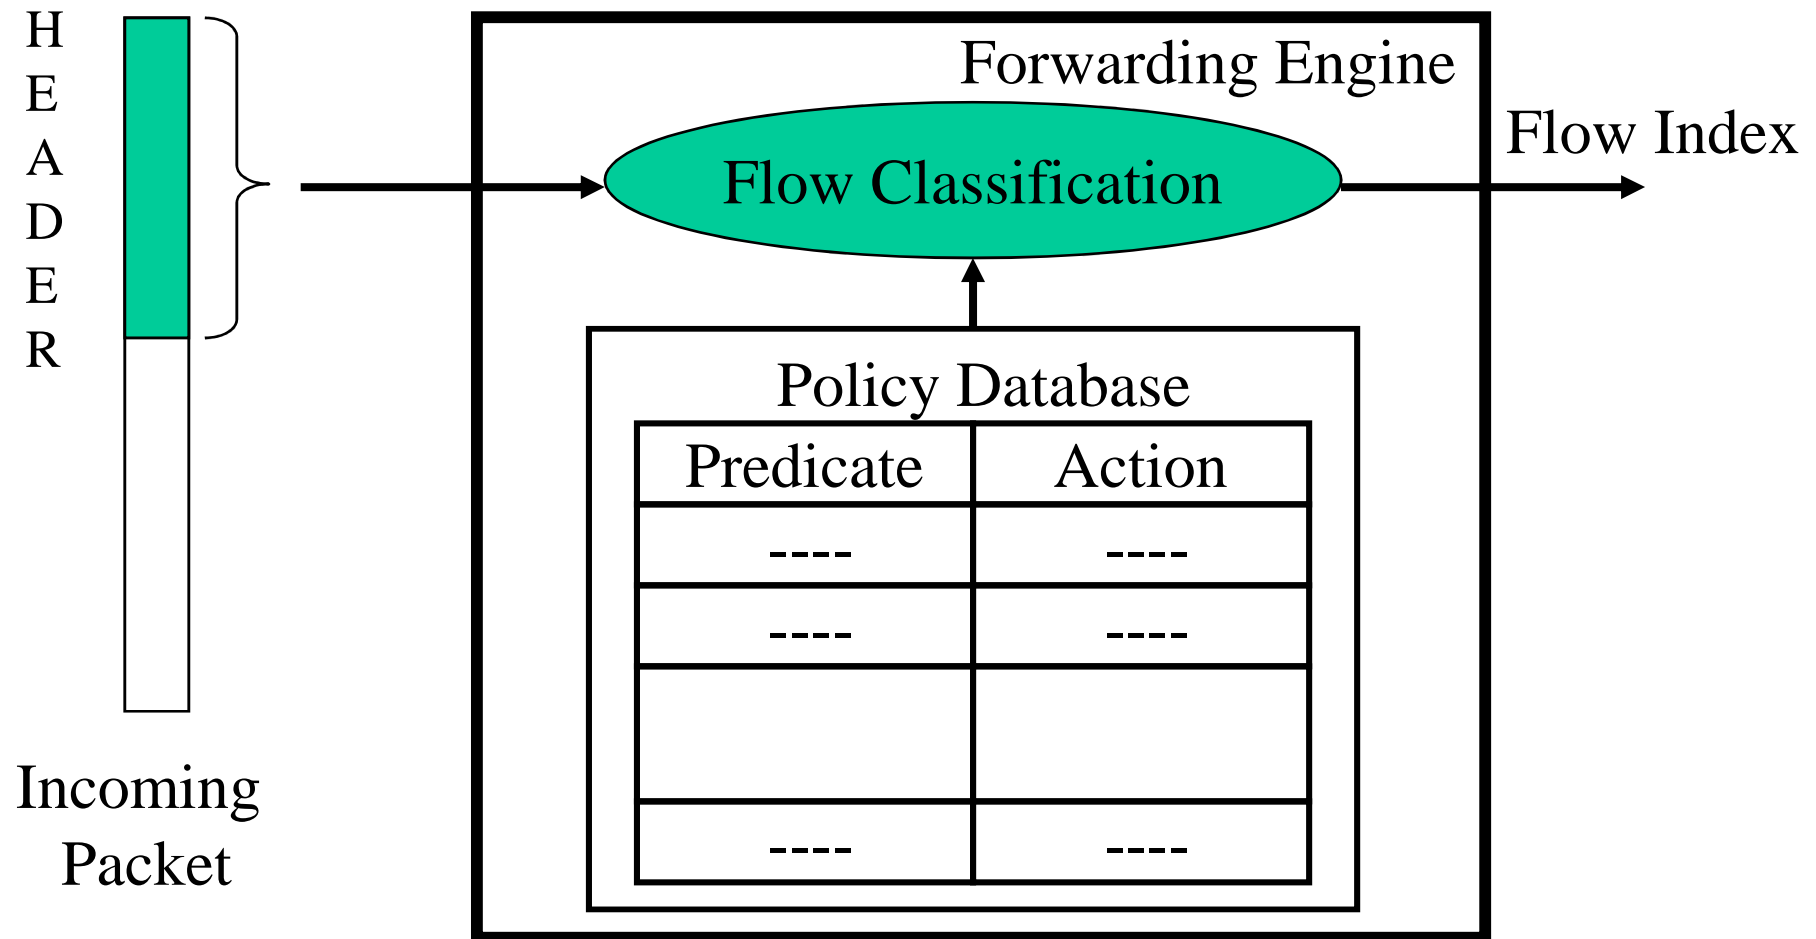 H
E
A
D
E
R
Incoming
Packet
Forwarding Engine
Flow Classification
Flow Index
Policy Database
Predicate Action
---- ----
---- ----
---- ----